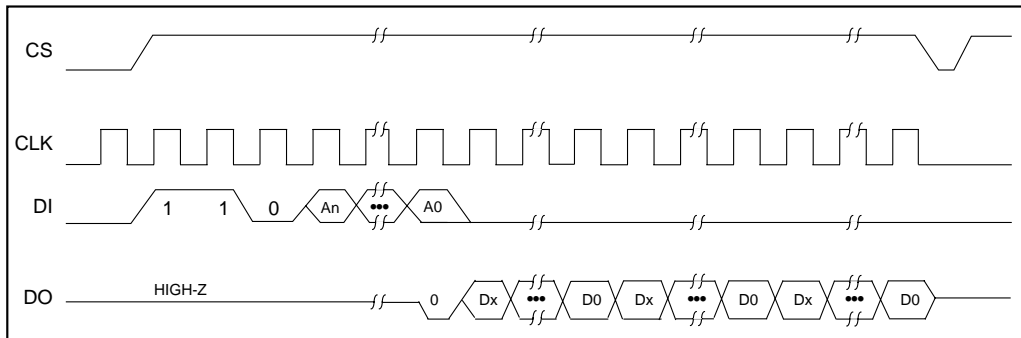 CS
CLK
DI 1 1 0 An ••• A0
DO HIGH-Z 0 Dx ••• D0 Dx ••• D0 Dx ••• D0